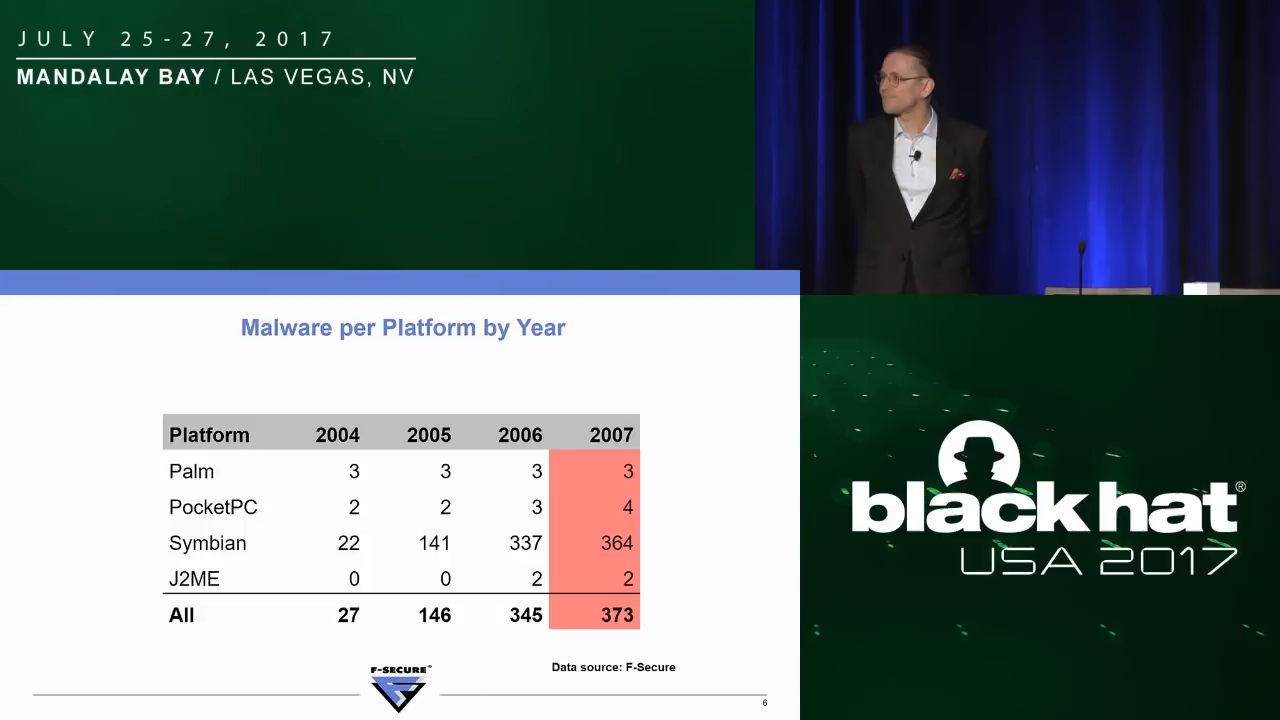 JULY 25-27, 2017
MANDALAY BAY / LAS VEGAS, NV
Malware per Platform by Year
Platform 2004 2005 2006 2007
Palm 3 3 3 3
PocketPC 2 2 3 4
Symbian 22 141 337 364
J2ME 0 0 2 2
All 27 146 345 373
Data source: F-Secure
F-SECURE®
6
black hat®
USA 2017